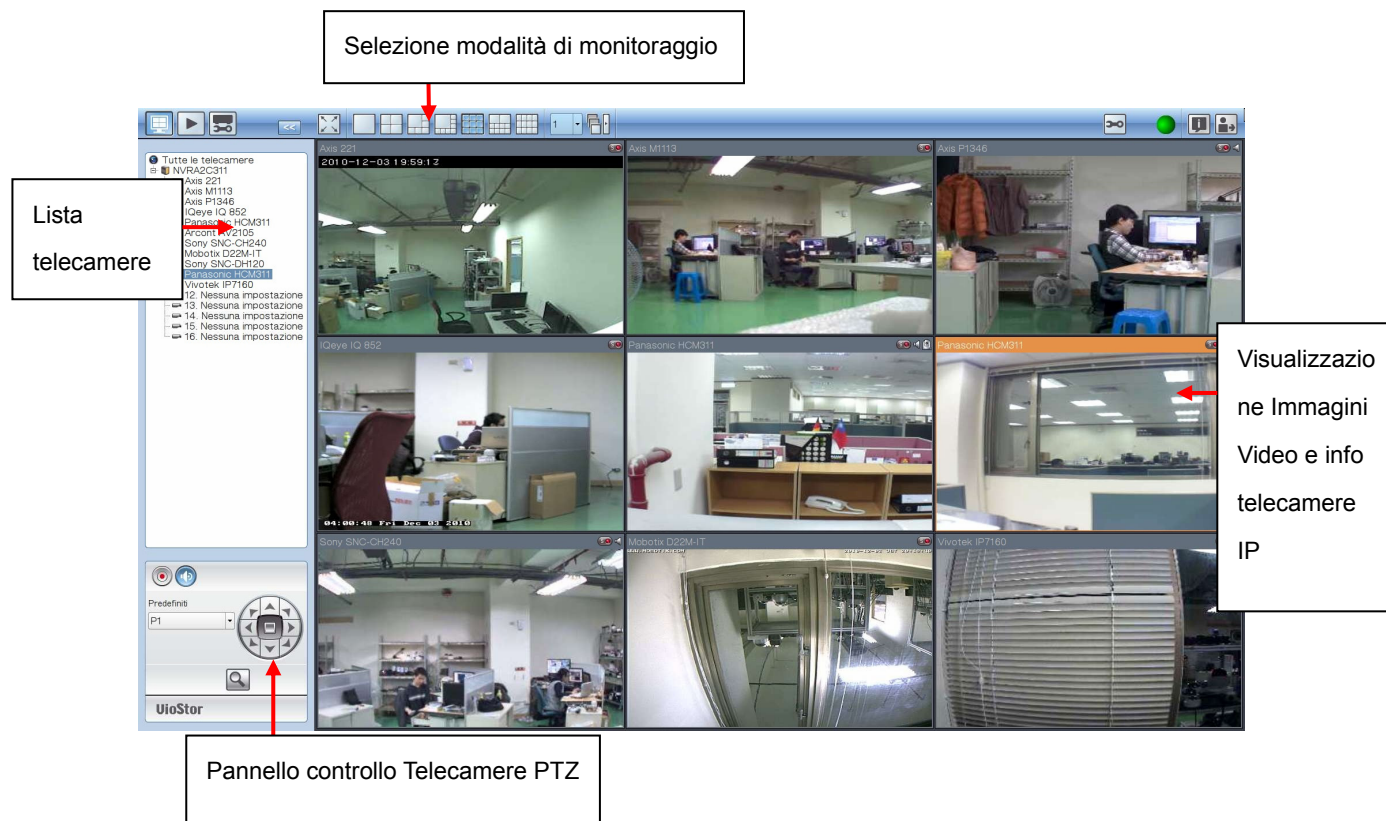 Selezione modalità di monitoraggio
<<
1
Tutte le telecamere
NVRA2C311
Axis 221
Axis M1113
Axis P1346
IQeye IQ 852
Panasonic HCM311
Arcont AV2105
Sony SNC-CH240
Mobotix D22M-IT
Sony SNC-DH120
Panasonic HCM311
Vivotek IP7160
12. Nessuna impostazione
13. Nessuna impostazione
14. Nessuna impostazione
15. Nessuna impostazione
16. Nessuna impostazione
Lista
telecamere
Axis 221
2010-12-03 19:59:17
Axis M1113
Axis P1346
IQeye IQ 852
04:00:48 Fri Dec 03 2010
Panasonic HCM311
Panasonic HCM311
Visualizzazio
ne Immagini
Video e info
telecamere
IP
Sony SNC-CH240
Mobotix D22M-IT
Vivotek IP7160
Predefiniti
P1
VioStor
Pannello controllo Telecamere PTZ